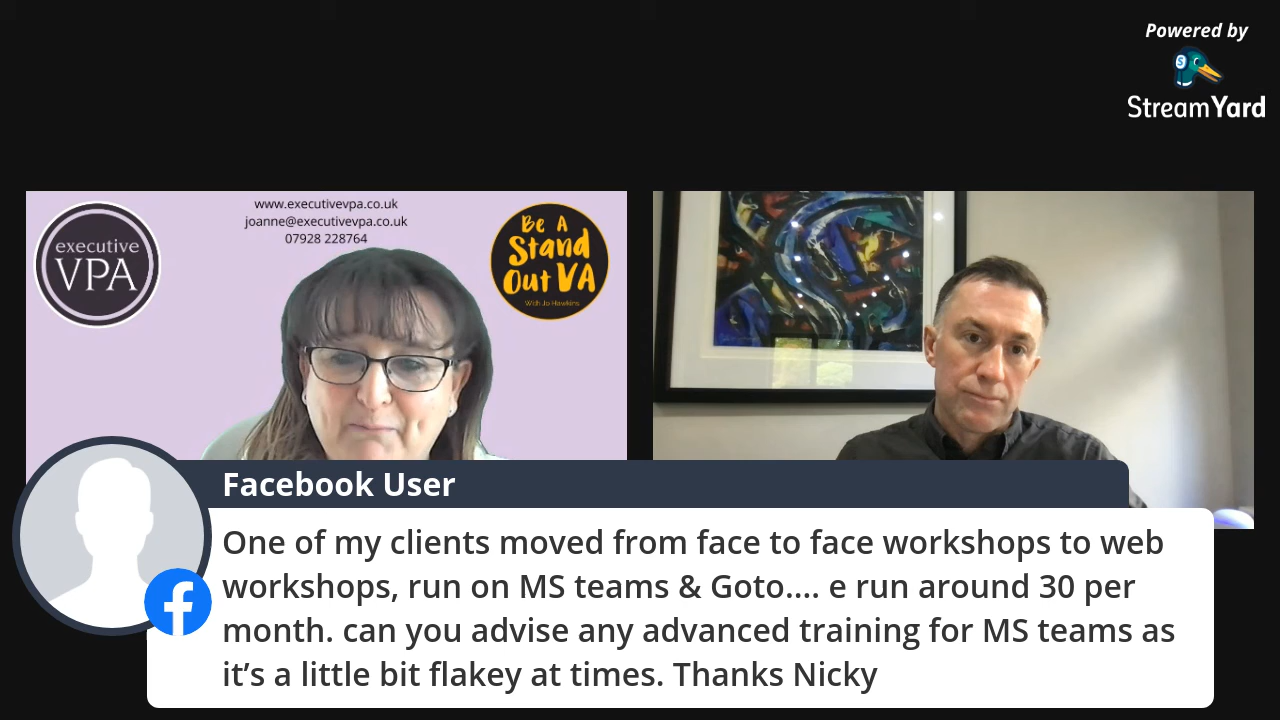 Powered by
StreamYard
www.executivevpa.co.uk
joanne@executivevpa.co.uk
07928 228764
executive
VPA
Be A
Stand
Out VA
With Jo Hawkins
Facebook User
One of my clients moved from face to face workshops to web
workshops, run on MS teams & Goto.... e run around 30 per
month. can you advise any advanced training for MS teams as
it’s a little bit flakey at times. Thanks Nicky